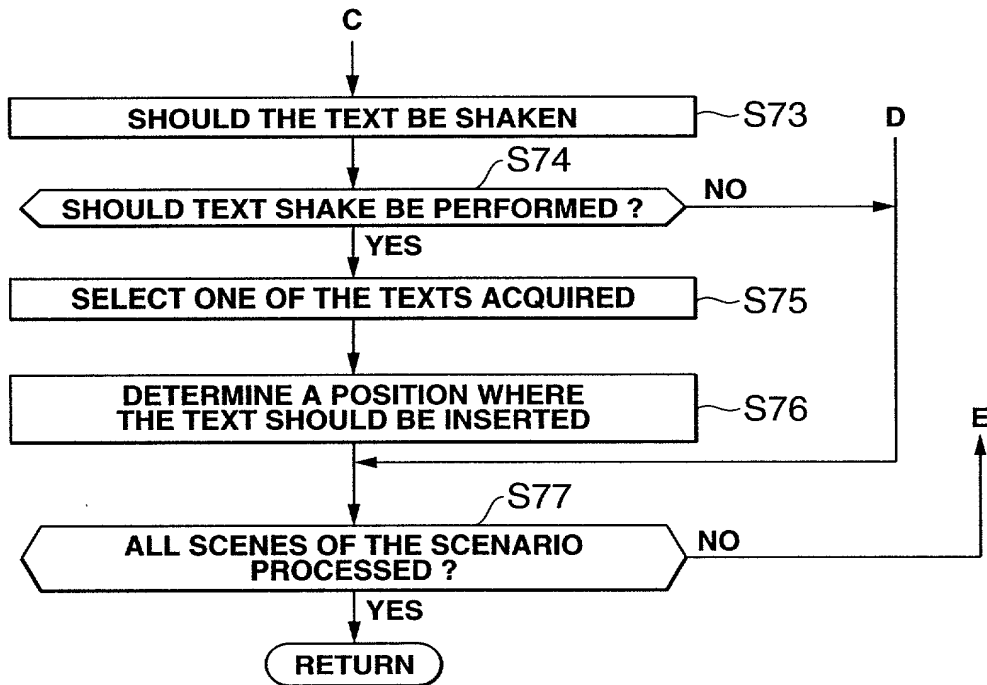 C
SHOULD THE TEXT BE SHAKEN
S73
D
S74
SHOULD TEXT SHAKE BE PERFORMED ?
NO
YES
SELECT ONE OF THE TEXTS ACQUIRED
S75
DETERMINE A POSITION WHERE
THE TEXT SHOULD BE INSERTED
S76
E
S77
ALL SCENES OF THE SCENARIO
PROCESSED ?
NO
YES
RETURN